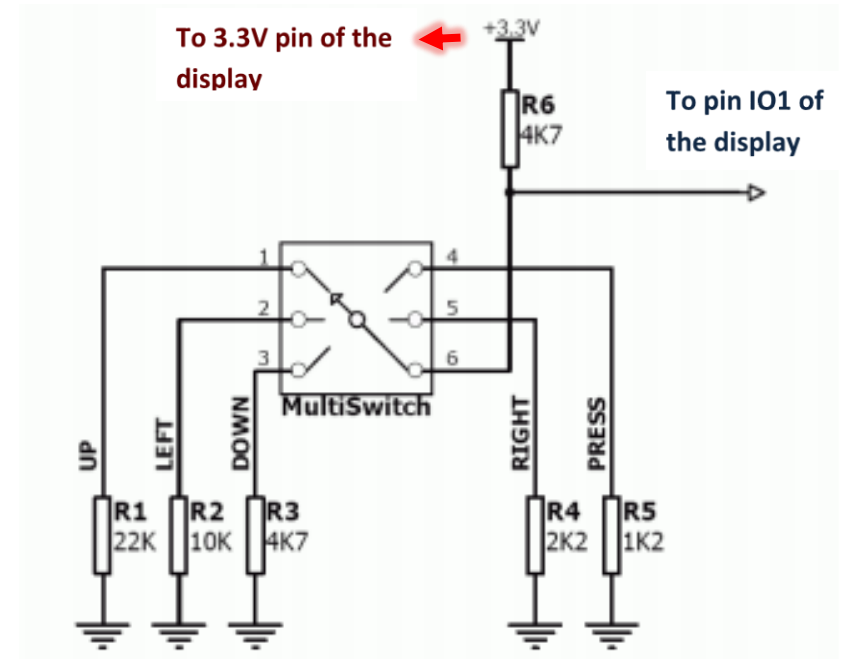 To 3.3V pin of the
display
+3.3V
To pin IO1 of
the display
R6
4K7
1
2
3
4
5
6
MultiSwitch
UP
LEFT
DOWN
RIGHT
PRESS
R1
22K
R2
10K
R3
4K7
R4
2K2
R5
1K2